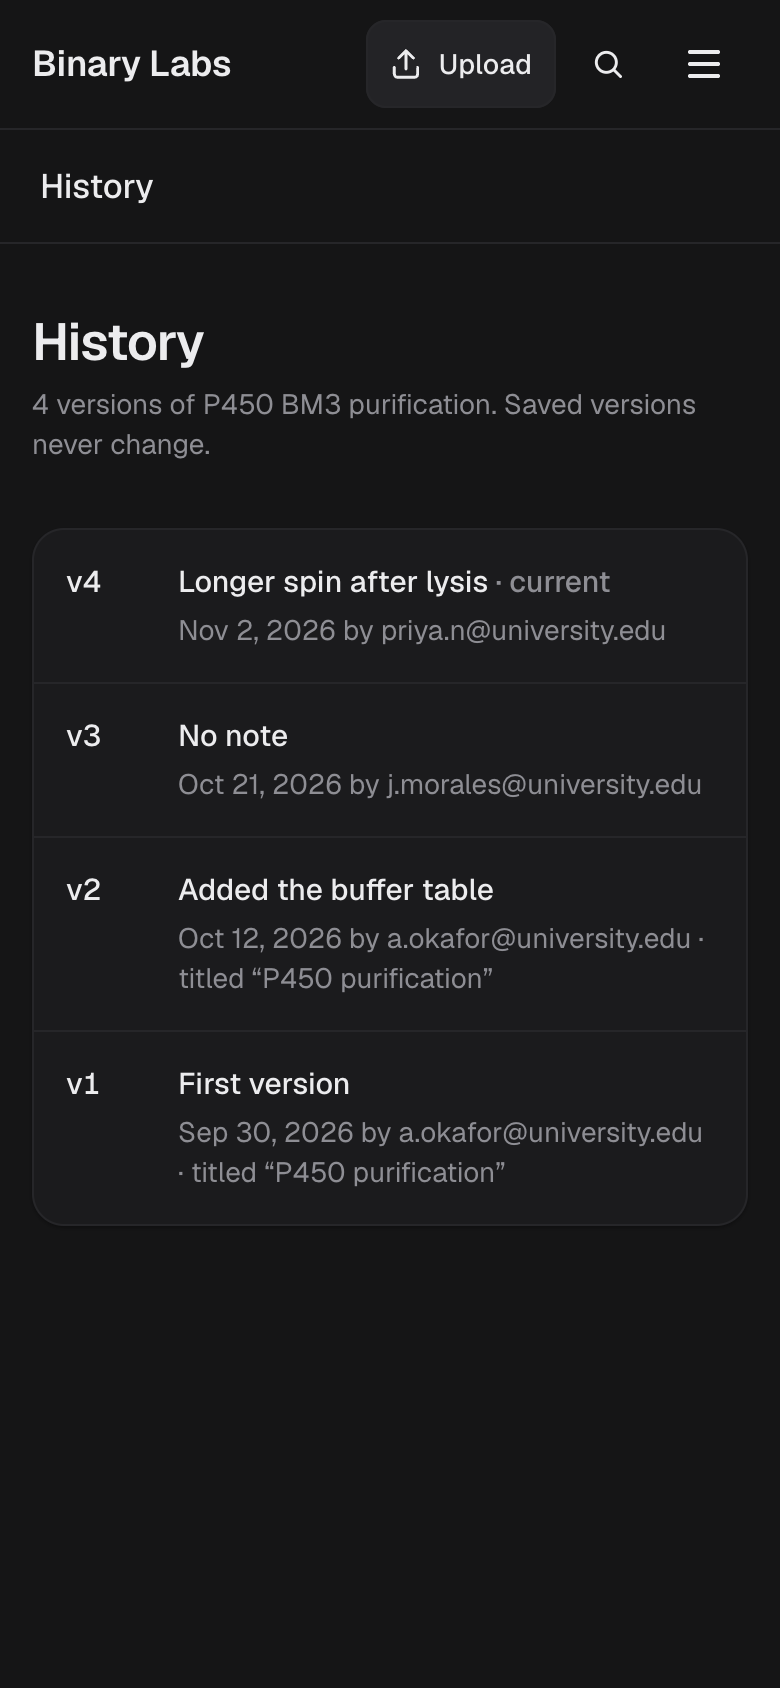 Binary Labs
Upload
History
History
4 versions of P450 BM3 purification. Saved versions
never change.
v4
Longer spin after lysis · current
Nov 2, 2026 by priya.n@university.edu
v3
No note
Oct 21, 2026 by j.morales@university.edu
v2
Added the buffer table
Oct 12, 2026 by a.okafor@university.edu ·
titled “P450 purification”
v1
First version
Sep 30, 2026 by a.okafor@university.edu
· titled “P450 purification”